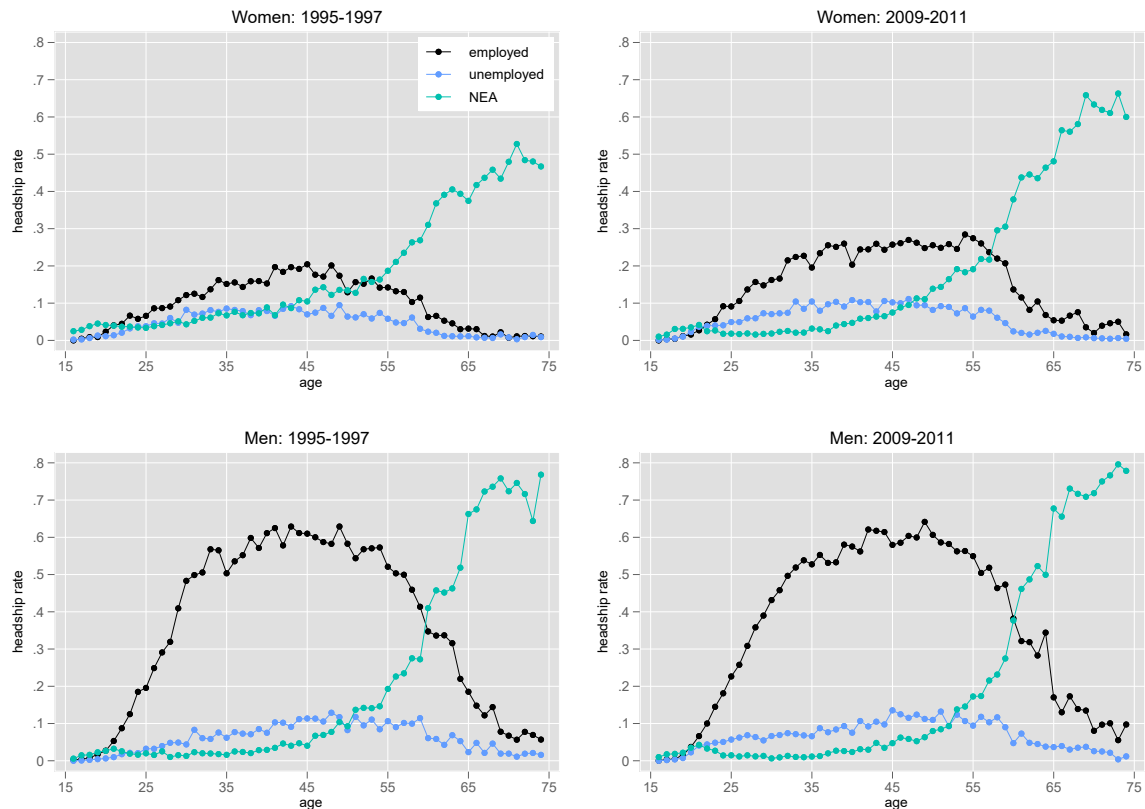 Women: 1995-1997
.8
.7
.6
.5
.4
.3
.2
.1
0
headship rate
employed
unemployed
NEA
15 25 35 45 55 65 75
age
Women: 2009-2011
.8
.7
.6
.5
.4
.3
.2
.1
0
headship rate
15 25 35 45 55 65 75
age
Men: 1995-1997
.8
.7
.6
.5
.4
.3
.2
.1
0
headship rate
15 25 35 45 55 65 75
age
Men: 2009-2011
.8
.7
.6
.5
.4
.3
.2
.1
0
headship rate
15 25 35 45 55 65 75
age